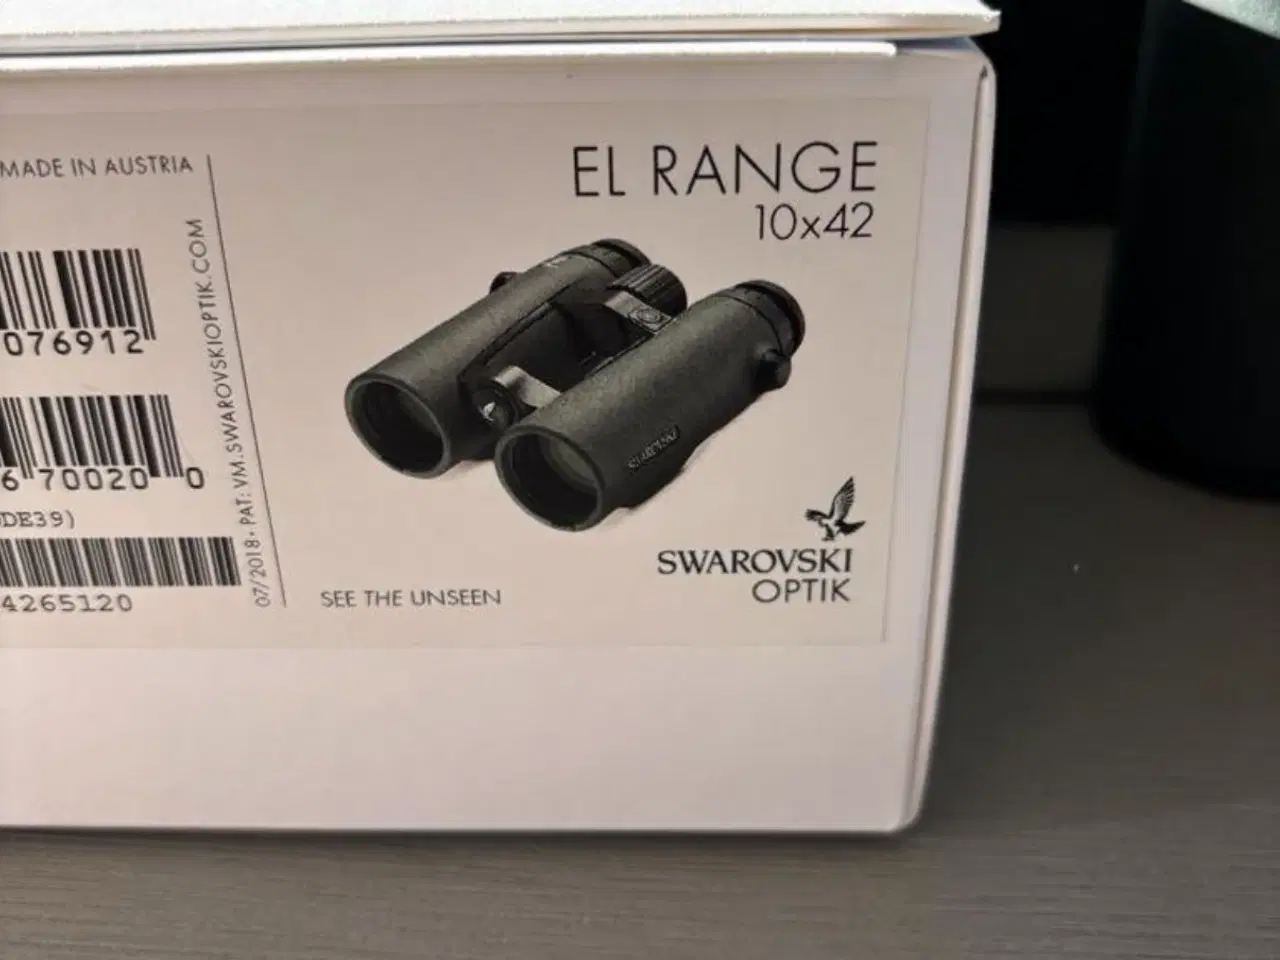 MADE IN AUSTRIA
076912
6 70020 0
DE39)
4265120
07/2018 • PAT: VM.SWAROVSKIOPTIK.COM
EL RANGE
10x42
SWAROVSKI
OPTIK
SEE THE UNSEEN